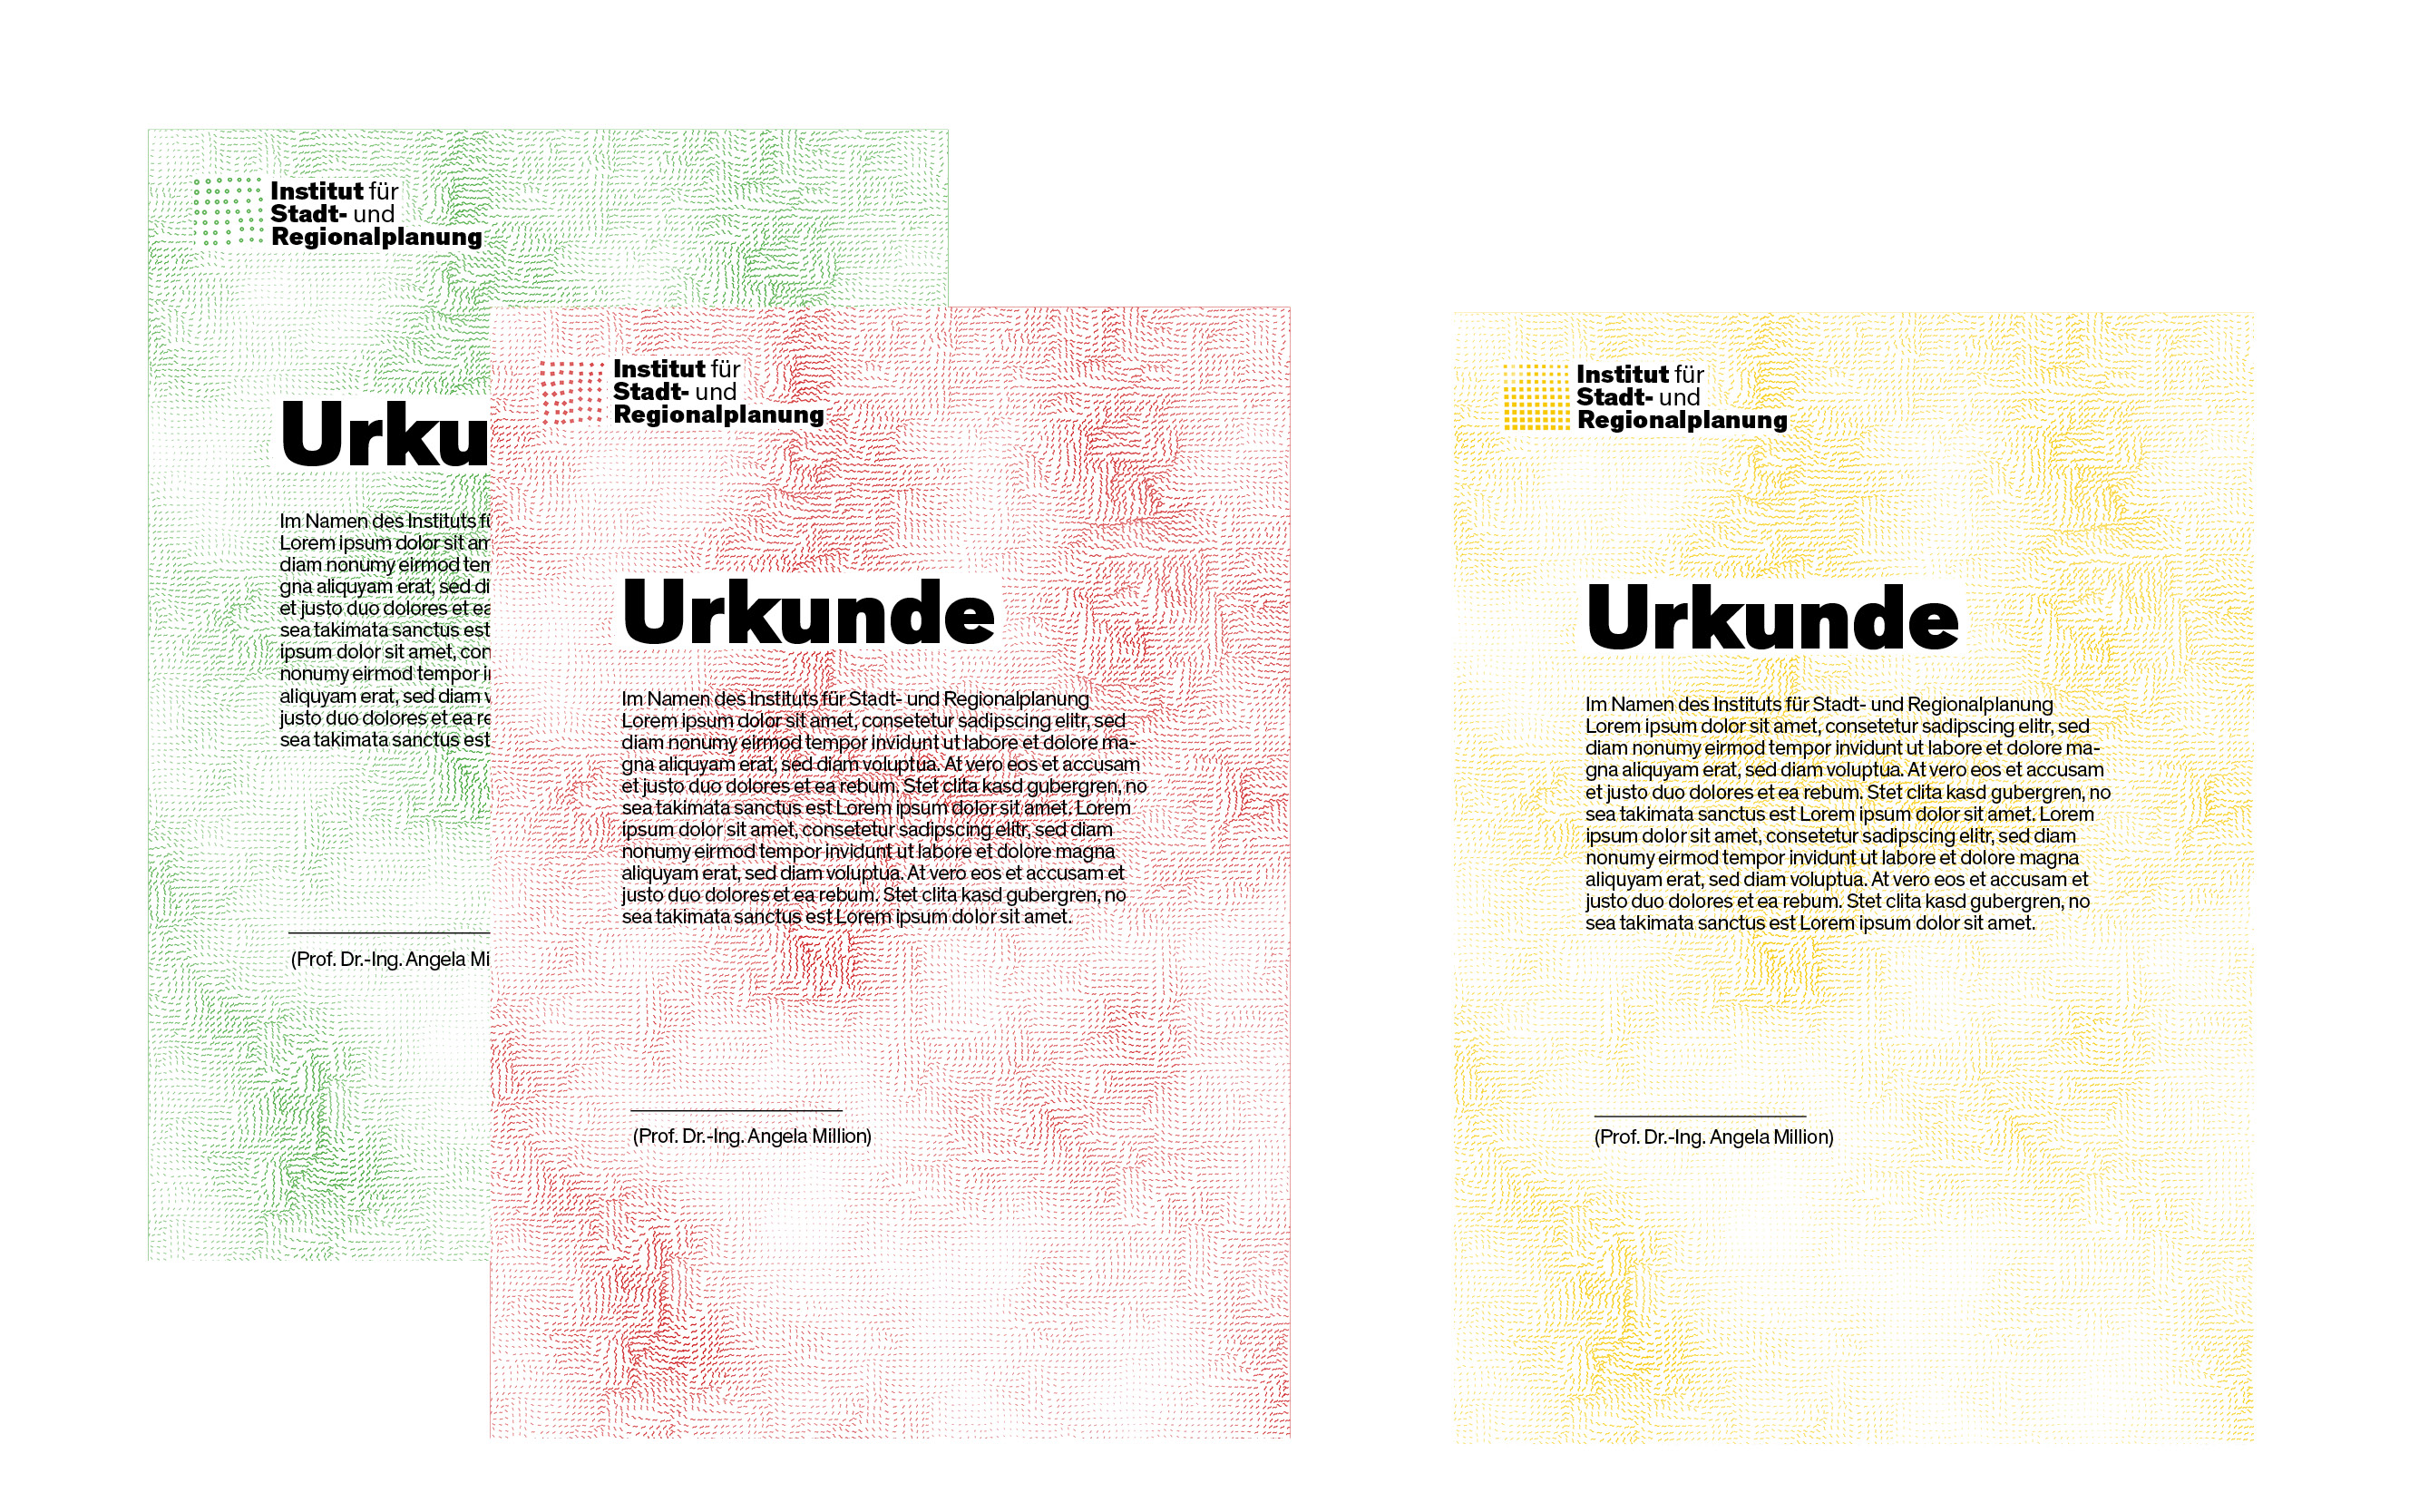 Institut für
Stadt- und
Regionalplanung
Urku
Im Namen des Instituts fü
Lorem ipsum dolor sit am
diam nonumy eirmod tem
gna aliquyam erat, sed di
et justo duo dolores et ea
sea takimata sanctus est
ipsum dolor sit amet, con
nonumy eirmod tempor i
aliquyam erat, sed diam v
justo duo dolores et ea re
sea takimata sanctus est
(Prof. Dr.-Ing. Angela Mi
Institut für
Stadt- und
Regionalplanung
Urkunde
Im Namen des Instituts für Stadt- und Regionalplanung
Lorem ipsum dolor sit amet, consetetur sadipscing elitr, sed
diam nonumy eirmod tempor invidunt ut labore et dolore ma-
gna aliquyam erat, sed diam voluptua. At vero eos et accusam
et justo duo dolores et ea rebum. Stet clita kasd gubergren, no
sea takimata sanctus est Lorem ipsum dolor sit amet. Lorem
ipsum dolor sit amet, consetetur sadipscing elitr, sed diam
nonumy eirmod tempor invidunt ut labore et dolore magna
aliquyam erat, sed diam voluptua. At vero eos et accusam et
justo duo dolores et ea rebum. Stet clita kasd gubergren, no
sea takimata sanctus est Lorem ipsum dolor sit amet.
(Prof. Dr.-Ing. Angela Million)
Institut für
Stadt- und
Regionalplanung
Urkunde
Im Namen des Instituts für Stadt- und Regionalplanung
Lorem ipsum dolor sit amet, consetetur sadipscing elitr, sed
diam nonumy eirmod tempor invidunt ut labore et dolore ma-
gna aliquyam erat, sed diam voluptua. At vero eos et accusam
et justo duo dolores et ea rebum. Stet clita kasd gubergren, no
sea takimata sanctus est Lorem ipsum dolor sit amet. Lorem
ipsum dolor sit amet, consetetur sadipscing elitr, sed diam
nonumy eirmod tempor invidunt ut labore et dolore magna
aliquyam erat, sed diam voluptua. At vero eos et accusam et
justo duo dolores et ea rebum. Stet clita kasd gubergren, no
sea takimata sanctus est Lorem ipsum dolor sit amet.
(Prof. Dr.-Ing. Angela Million)